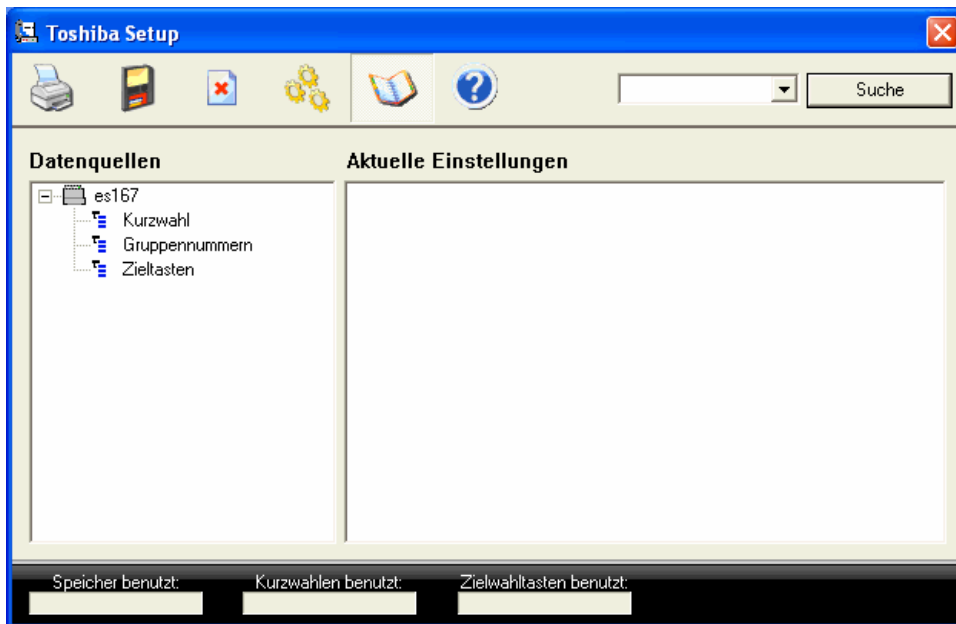 Toshiba Setup
Suche
Datenquellen
Aktuelle Einstellungen
es167
Kurzwahl
Gruppennummern
Zieltasten
Speicher benutzt:
Kurzwahlen benutzt:
Zielwahltasten benutzt: